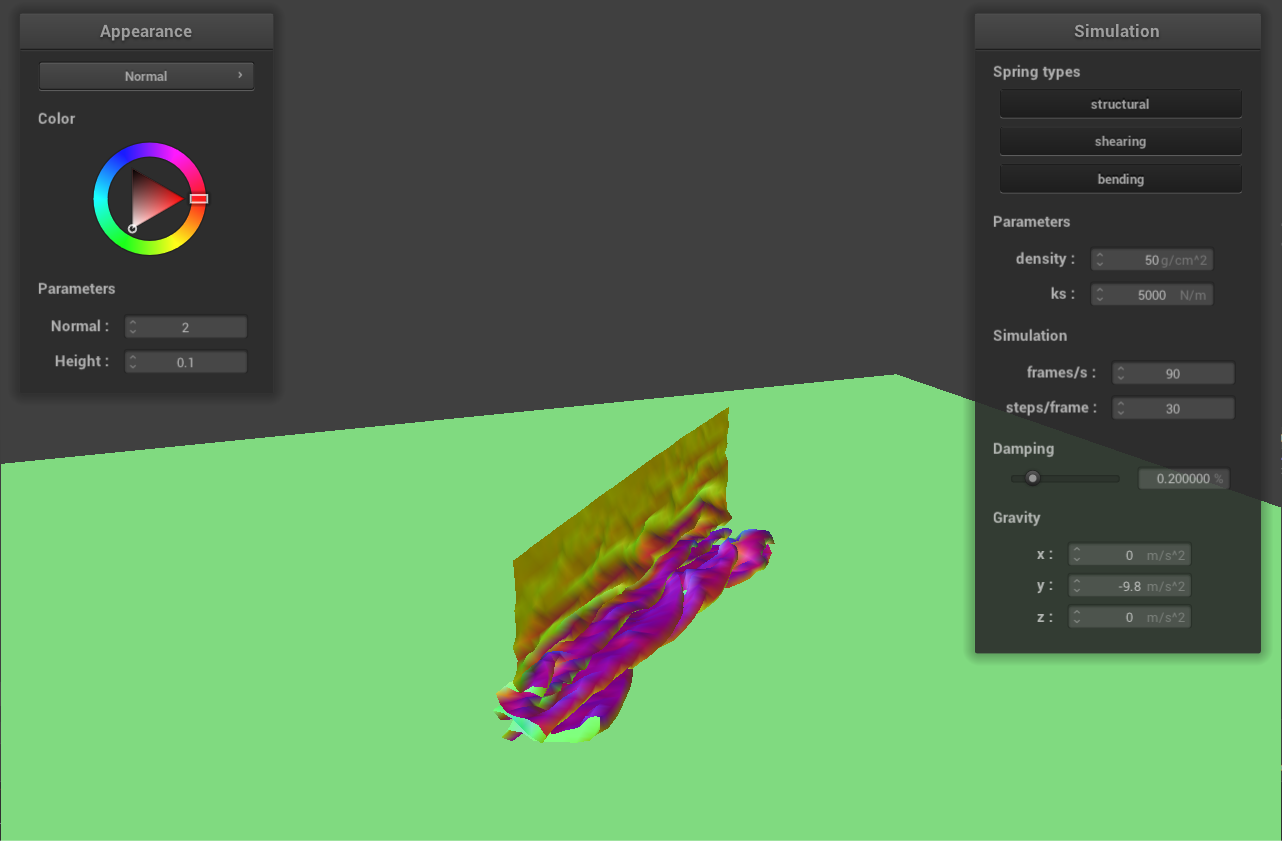 Appearance
Normal
Color
Parameters
Normal : 2
Height : 0.1
Simulation
Spring types
structural
shearing
bending
Parameters
density : 50 g/cm^2
ks : 5000 N/m
Simulation
frames/s : 90
steps/frame : 30
Damping
0.200000 %
Gravity
x : 0 m/s^2
y : -9.8 m/s^2
z : 0 m/s^2